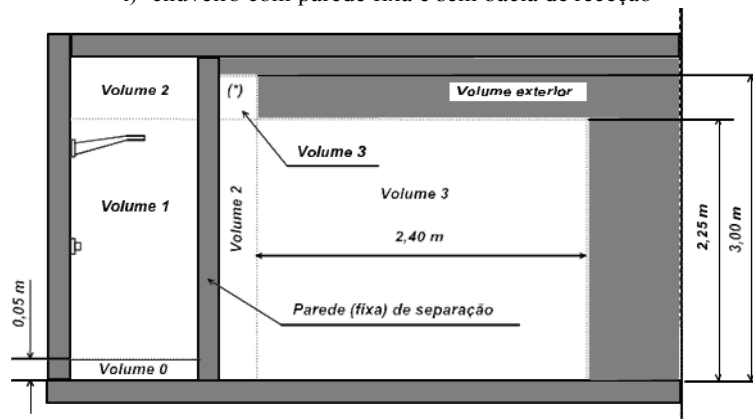 i) chuveiro com parede fixa e sem bacia de receção
Volume 2
(*)
Volume exterior
Volume 3
Volume 1
Volume 2
Volume 3
2,40 m
2,25 m
3,00 m
Parede (fixa) de separação
0,05 m
Volume 0